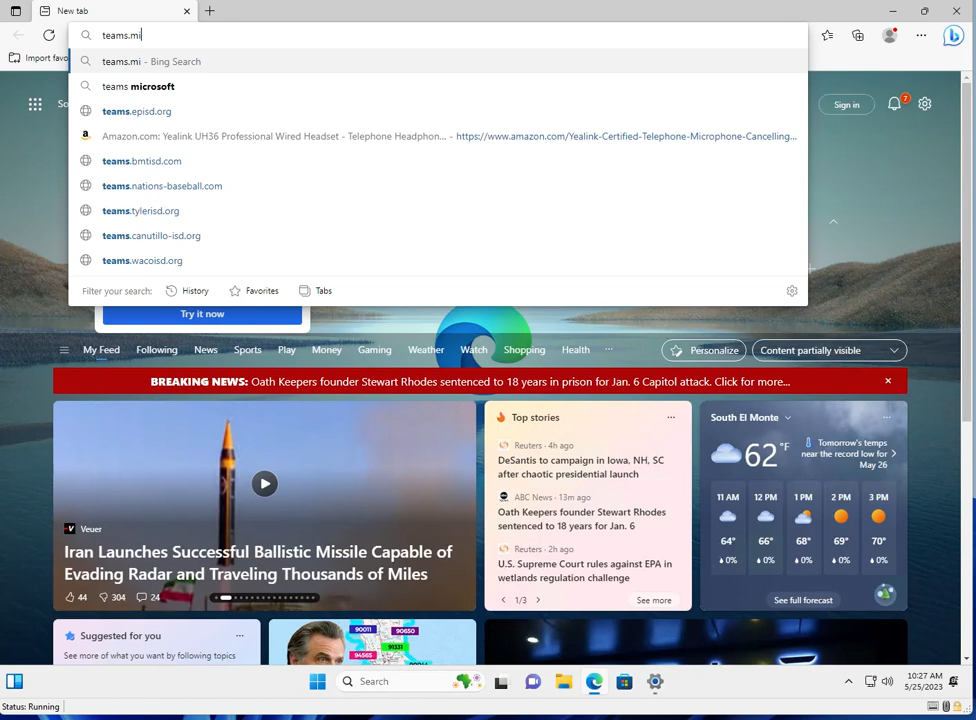 New tab
teams.mi
Import favo
teams.mi - Bing Search
teams microsoft
teams.episd.org
Amazon.com: Yealink UH36 Professional Wired Headset - Telephone Headphon... - https://www.amazon.com/Yealink-Certified-Telephone-Microphone-Cancelling...
teams.bmtisd.com
teams.nations-baseball.com
teams.tylerisd.org
teams.canutillo-isd.org
teams.wacoisd.org
Filter your search: History Favorites Tabs
So
7
Sign in
Try it now
My Feed Following News Sports Play Money Gaming Weather Watch Shopping Health ... Personalize Content partially visible
BREAKING NEWS: Oath Keepers founder Stewart Rhodes sentenced to 18 years in prison for Jan. 6 Capitol attack. Click for more...
Veuer
Iran Launches Successful Ballistic Missile Capable of
Evading Radar and Traveling Thousands of Miles
44 304 24
Top stories
Reuters · 4h ago
DeSantis to campaign in Iowa, NH, SC
after chaotic presidential launch
ABC News · 13m ago
Oath Keepers founder Stewart Rhodes
sentenced to 18 years for Jan. 6
Reuters · 2h ago
U.S. Supreme Court rules against EPA in
wetlands regulation challenge
1/3
See more
South El Monte
62 °F
Tomorrow's temps
near the record low for
May 26
11 AM 12 PM 1 PM 2 PM 3 PM
64° 66° 68° 69° 70°
0% 0% 0% 0% 0%
See full forecast
Suggested for you
See more of what you want by following topics
90011 90650
91331
94565
Search
10:27 AM
5/25/2023
Status: Running